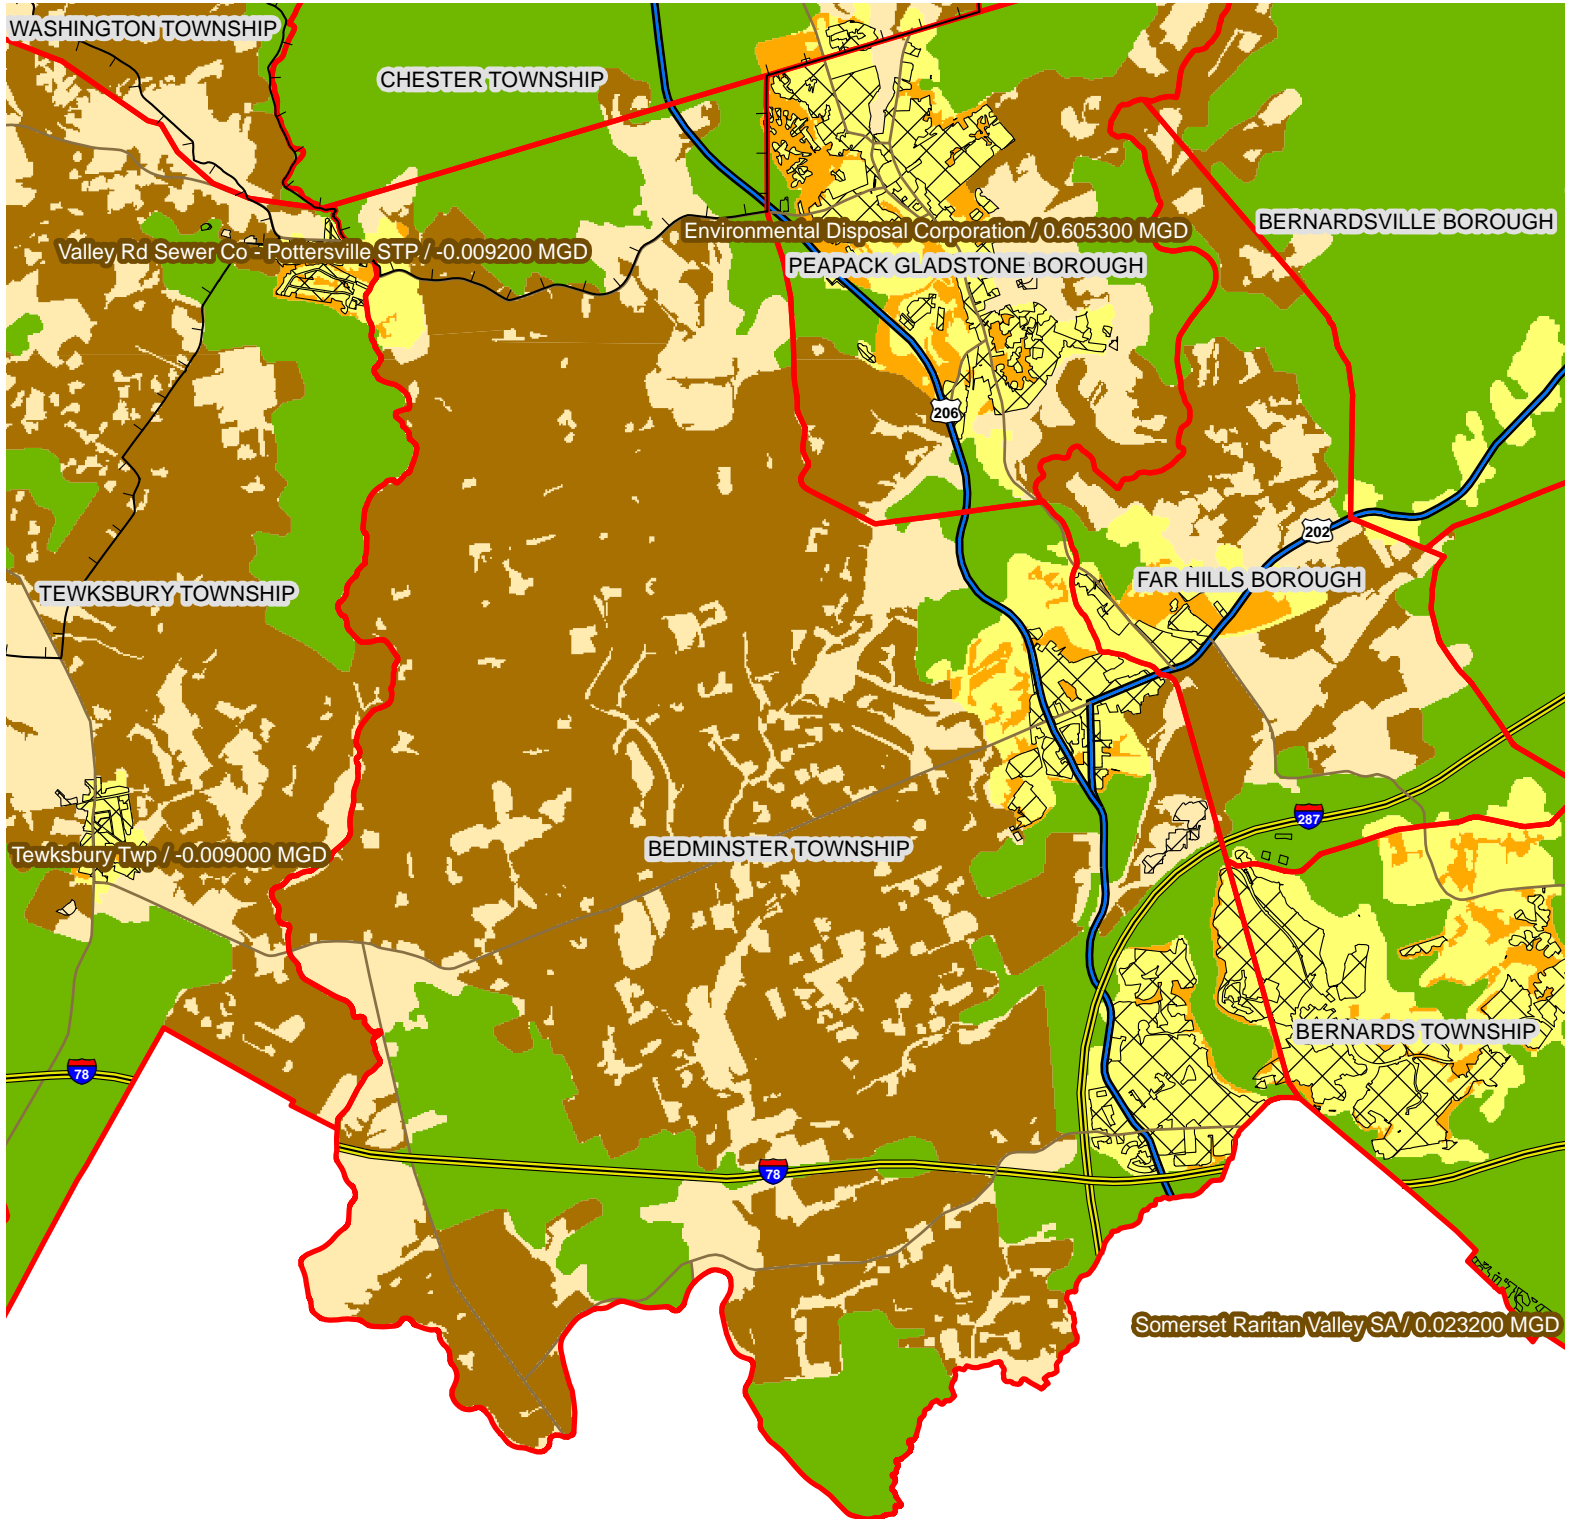 WASHINGTON TOWNSHIP
CHESTER TOWNSHIP
BERNARDSVILLE BOROUGH
Environmental Disposal Corporation / 0.605300 MGD
Valley Rd Sewer Co - Pottersville STP / -0.009200 MGD
PEAPACK GLADSTONE BOROUGH
206
202
FAR HILLS BOROUGH
TEWKSBURY TOWNSHIP
287
BEDMINSTER TOWNSHIP
Tewksbury Twp / -0.009000 MGD
BERNARDS TOWNSHIP
78
78
Somerset Raritan Valley SA / 0.023200 MGD